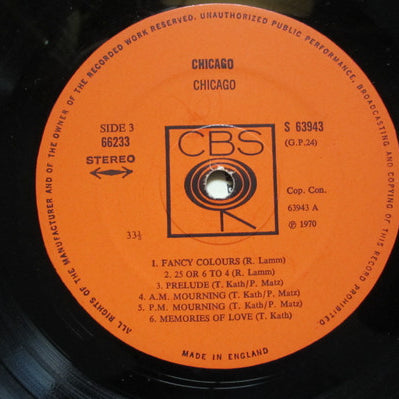 ALL RIGHTS OF THE MANUFACTURER AND OF THE OWNER OF THE RECORDED WORK RESERVED. UNAUTHORIZED PUBLIC PERFORMANCE, BROADCASTING AND COPYING OF THIS RECORD PROHIBITED.
CHICAGO
CHICAGO
SIDE 3
66233
STEREO
CBS
S 63943
(G.P.24)
Cop. Con.
63943 A
℗ 1970
33⅓
1. FANCY COLOURS (R. Lamm)
2. 25 OR 6 TO 4 (R. Lamm)
3. PRELUDE (T. Kath/P. Matz)
4. A.M. MOURNING (T. Kath/P. Matz)
5. P.M. MOURNING (T. Kath/P. Matz)
6. MEMORIES OF LOVE (T. Kath)
MADE IN ENGLAND